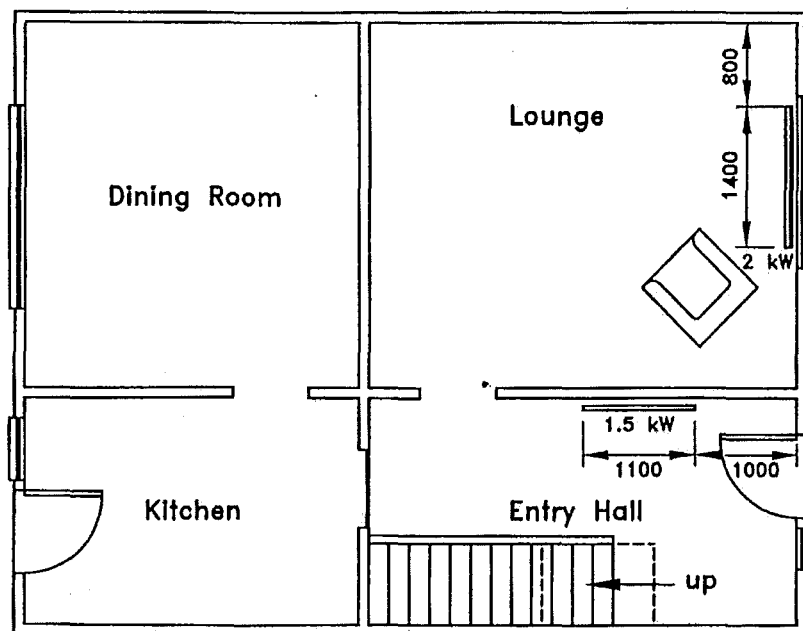 800
Lounge
1400
Dining Room
2 kW
1.5 kW
1100
1000
Kitchen
Entry Hall
up